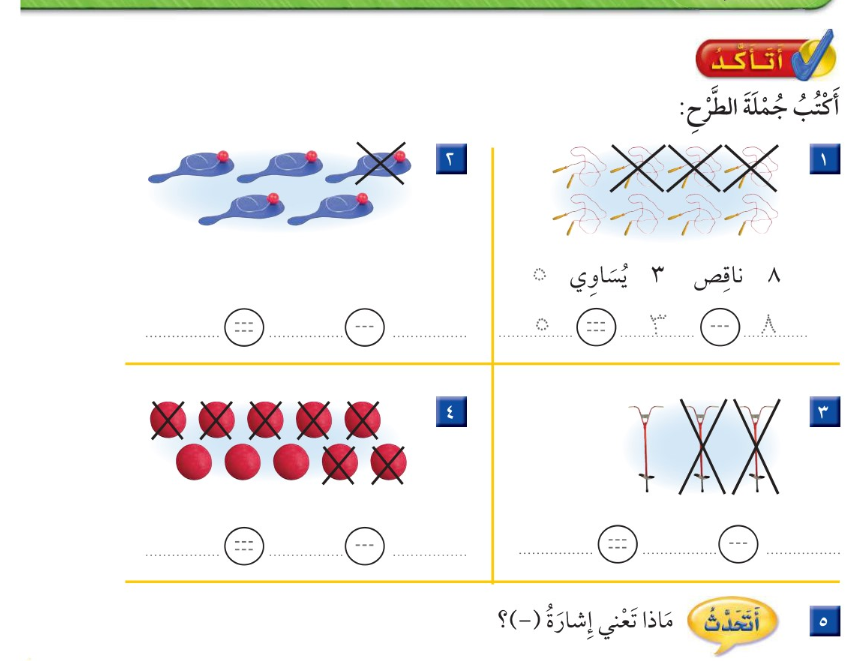 أَتَأَكَّدُ
أَكْتُبُ جُمْلَةَ الطَّرْحِ:
١
٢
٨ ناقِص ٣ يُسَاوِي ٥
٨ - ٣ = ٥
- =
٣
٤
- =
- =
٥ أَتَحَدَّثُ مَاذا تَعْني إِشارَةُ (-)؟